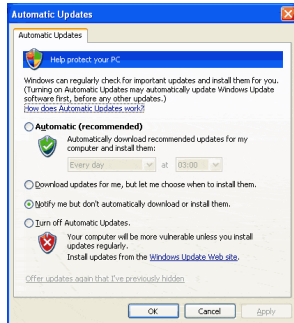 Automatic Updates
Automatic Updates
Help protect your PC
Windows can regularly check for important updates and install them for you.
(Turning on Automatic Updates may automatically update Windows Update
software first, before any other updates.)
How does Automatic Updates work?
Automatic (recommended)
Automatically download recommended updates for my
computer and install them:
Every day at 03:00
Download updates for me, but let me choose when to install them.
Notify me but don't automatically download or install them.
Turn off Automatic Updates.
Your computer will be more vulnerable unless you install
updates regularly.
Install updates from the Windows Update Web site.
Offer updates again that I've previously hidden
OK Cancel Apply